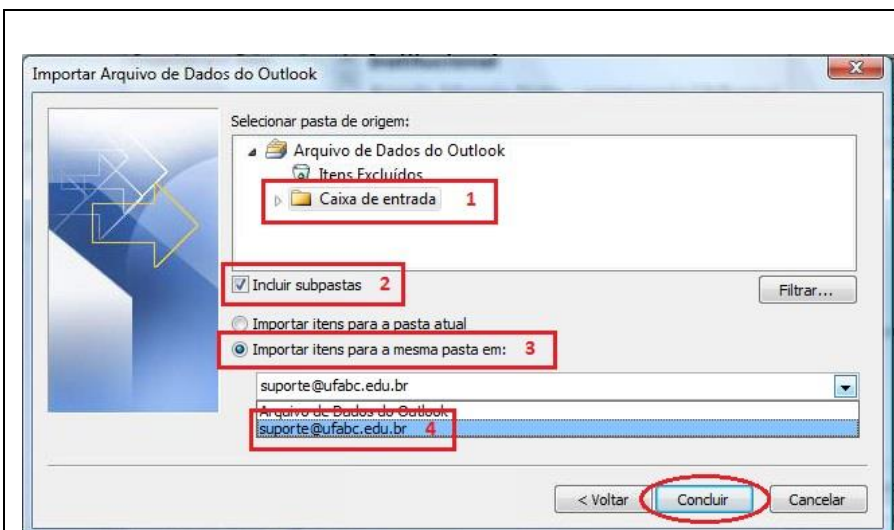 Importar Arquivo de Dados do Outlook
Selecionar pasta de origem:
Arquivo de Dados do Outlook
Itens Excluídos
Caixa de entrada 1
Incluir subpastas 2
Filtrar...
Importar itens para a pasta atual
Importar itens para a mesma pasta em: 3
suporte@ufabc.edu.br
Arquivo de Dados do Outlook
suporte@ufabc.edu.br 4
< Voltar Concluir Cancelar